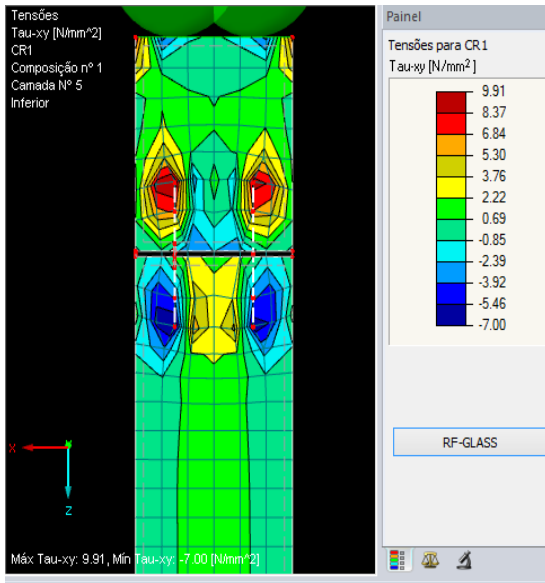 Tensões
Tau-xy [N/mm^2]
CR1
Composição nº 1
Camada Nº 5
Inferior
X
Z
Máx Tau-xy: 9.91, Mín Tau-xy: -7.00 [N/mm^2]
Painel
Tensões para CR1
Tau-xy [N/mm²]
9.91
8.37
6.84
5.30
3.76
2.22
0.69
-0.85
-2.39
-3.92
-5.46
-7.00
RF-GLASS